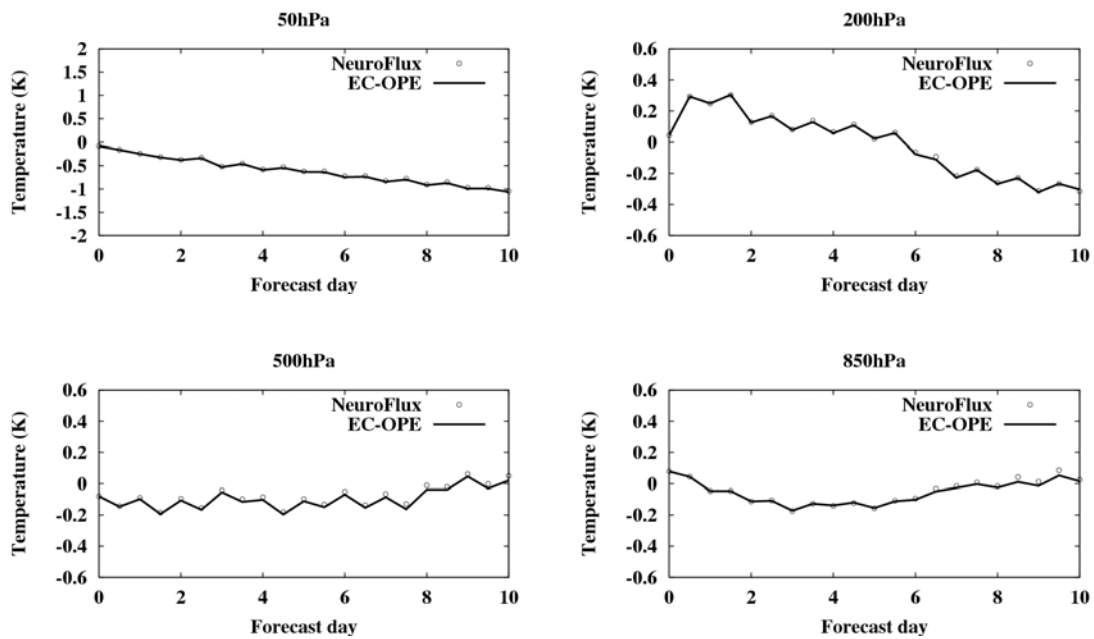 50hPa
2
1.5
1
0.5
0
-0.5
-1
-1.5
-2
Temperature (K)
NeuroFlux
EC-OPE
0 2 4 6 8 10
Forecast day
200hPa
0.6
0.4
0.2
0
-0.2
-0.4
-0.6
Temperature (K)
NeuroFlux
EC-OPE
0 2 4 6 8 10
Forecast day
500hPa
0.6
0.4
0.2
0
-0.2
-0.4
-0.6
Temperature (K)
NeuroFlux
EC-OPE
0 2 4 6 8 10
Forecast day
850hPa
0.6
0.4
0.2
0
-0.2
-0.4
-0.6
Temperature (K)
NeuroFlux
EC-OPE
0 2 4 6 8 10
Forecast day